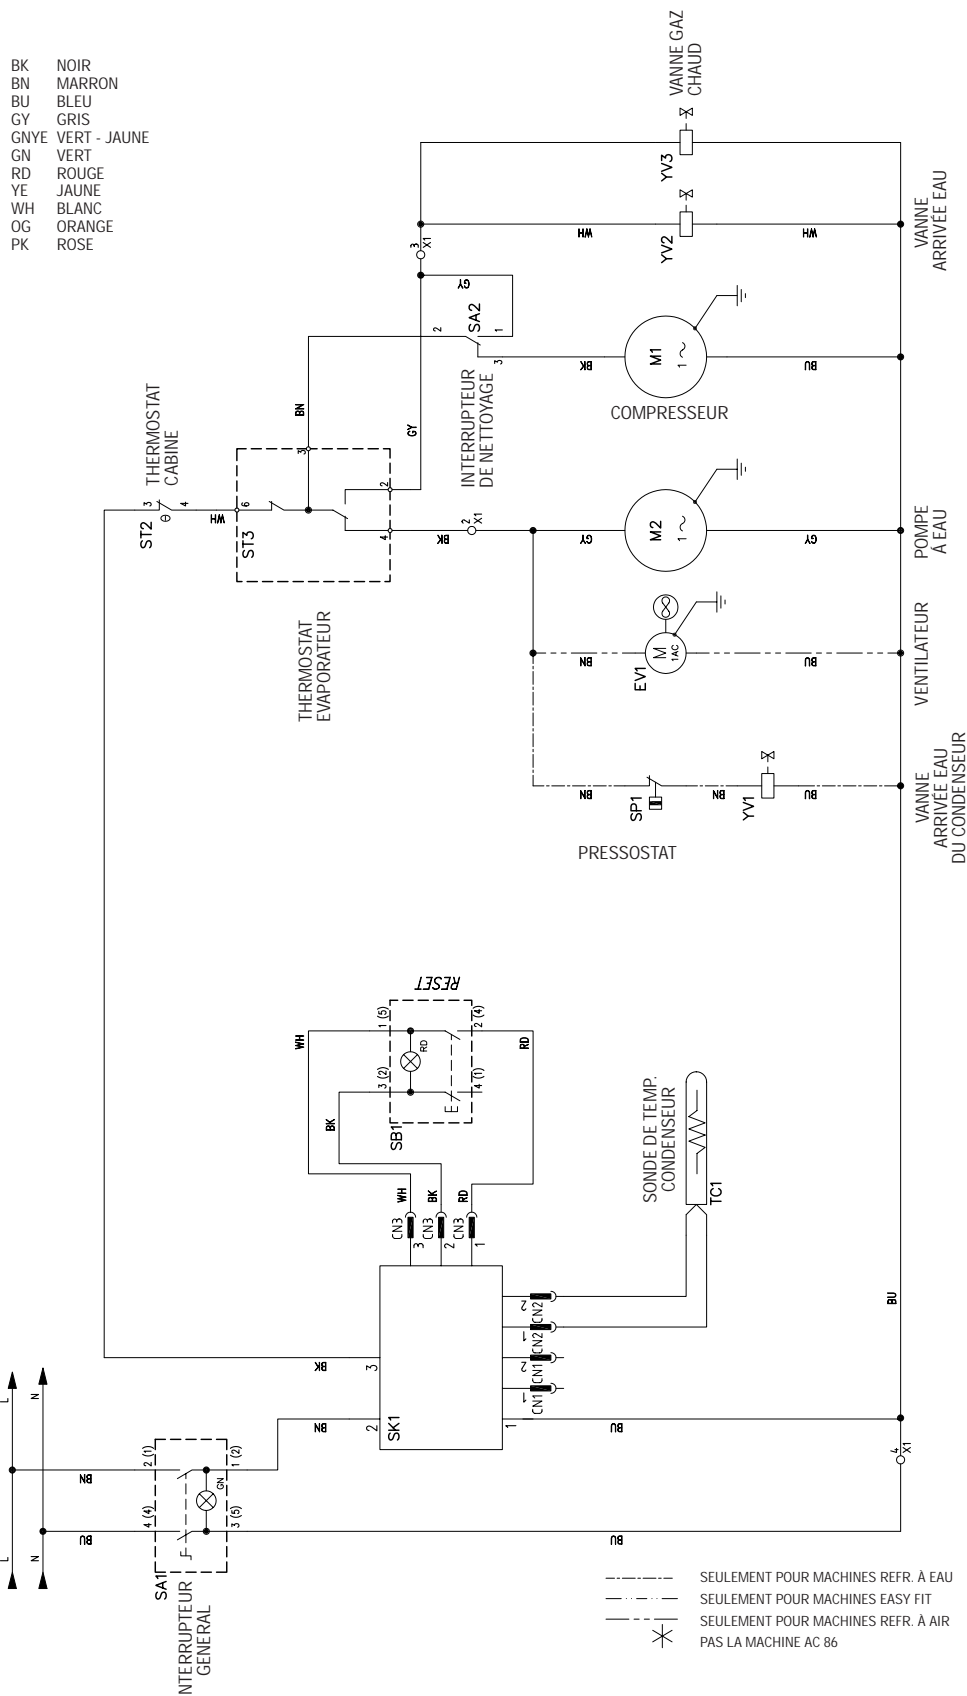 BK NOIR
BN MARRON
BU BLEU
GY GRIS
GNYE VERT - JAUNE
GN VERT
RD ROUGE
YE JAUNE
WH BLANC
OG ORANGE
PK ROSE
VANNE GAZ
CHAUD
YV3
VANNE
ARRIVÉE EAU
WH
YV2
WH
3
X1
GY
SA2
2
1
3
BK
M1
1 ~
BU
COMPRESSEUR
INTERRUPTEUR
DE NETTOYAGE
BN
GY
THERMOSTAT
CABINE
ST2
3
4
θ
WH
ST3
6
3
2
4
THERMOSTAT
EVAPORATEUR
BK
2
X1
GY
M2
1 ~
GY
POMPE
Á EAU
BN
EV1
M
1AC
BU
VENTILATEUR
BN
SP1
BN
YV1
BU
PRESSOSTAT
VANNE
ARRIVÉE EAU
DU CONDENSEUR
RESET
1 (5)
2 (4)
3 (2)
4 (1)
RD
SB1
WH
BK
RD
WH
BK
RD
CN3
CN3
CN3
3
2
1
SONDE DE TEMP.
CONDENSEUR
TC1
2
CN2
1
CN2
2
CN1
1
CN1
SK1
BK
3
BN
2
1
BU
BU
4
X1
L
N
L
N
BN
BU
2 (1)
4 (4)
1 (2)
3 (5)
GN
SA1
NTERRUPTEUR
GENERAL
BU
SEULEMENT POUR MACHINES REFR. À EAU
SEULEMENT POUR MACHINES EASY FIT
SEULEMENT POUR MACHINES REFR. À AIR
PAS LA MACHINE AC 86